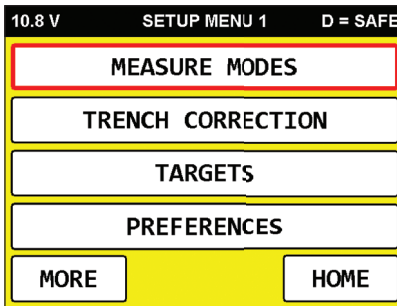 10.8 V SETUP MENU 1 D = SAFE
MEASURE MODES
TRENCH CORRECTION
TARGETS
PREFERENCES
MORE HOME